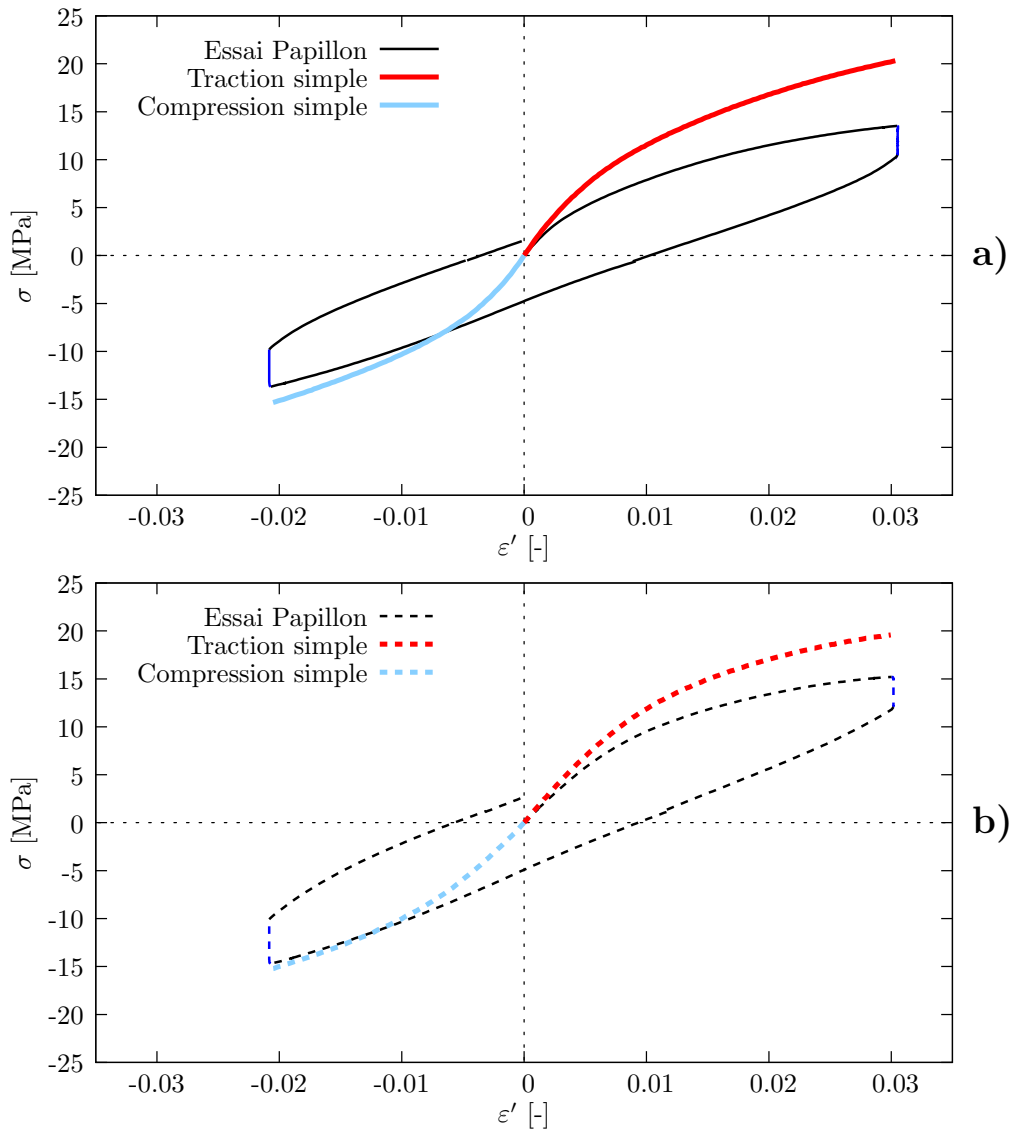 25
20
15
10
5
0
-5
-10
-15
-20
-25
σ [MPa]
Essai Papillon
Traction simple
Compression simple
a)
-0.03 -0.02 -0.01 0 0.01 0.02 0.03
ε′ [-]
25
20
15
10
5
0
-5
-10
-15
-20
-25
σ [MPa]
Essai Papillon
Traction simple
Compression simple
b)
-0.03 -0.02 -0.01 0 0.01 0.02 0.03
ε′ [-]